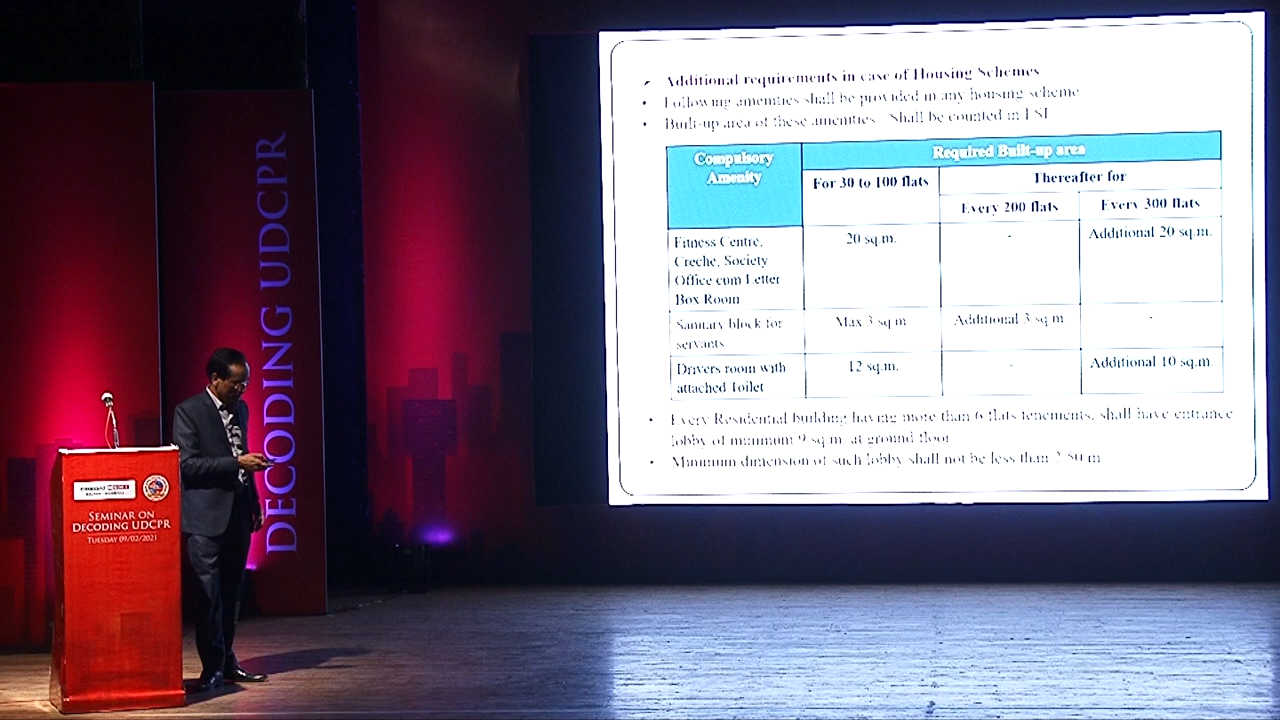 Additional requirements in case of Housing Schemes
Following amenities shall be provided in any housing scheme
Built-up area of these amenities Shall be counted in FSI
Compulsory
Amenity
Required Built-up area
For 30 to 100 flats
Thereafter for
Every 200 flats
Every 300 flats
Fitness Centre,
Creche, Society
Office cum Letter
Box Room
20 sq.m.
-
Additional 20 sq.m.
Sanitary block for
servants
Max 3 sq.m
Additional 3 sq.m
-
Drivers room with
attached Toilet
12 sq.m.
-
Additional 10 sq.m.
Every Residential building having more than 6 flats/tenements, shall have entrance
lobby of minimum 9 sq.m. at ground floor
Minimum dimension of such lobby shall not be less than 2.50 m
DECODING UDCPR
SEMINAR ON
DECODING UDCPR
TUESDAY 09/02/2021